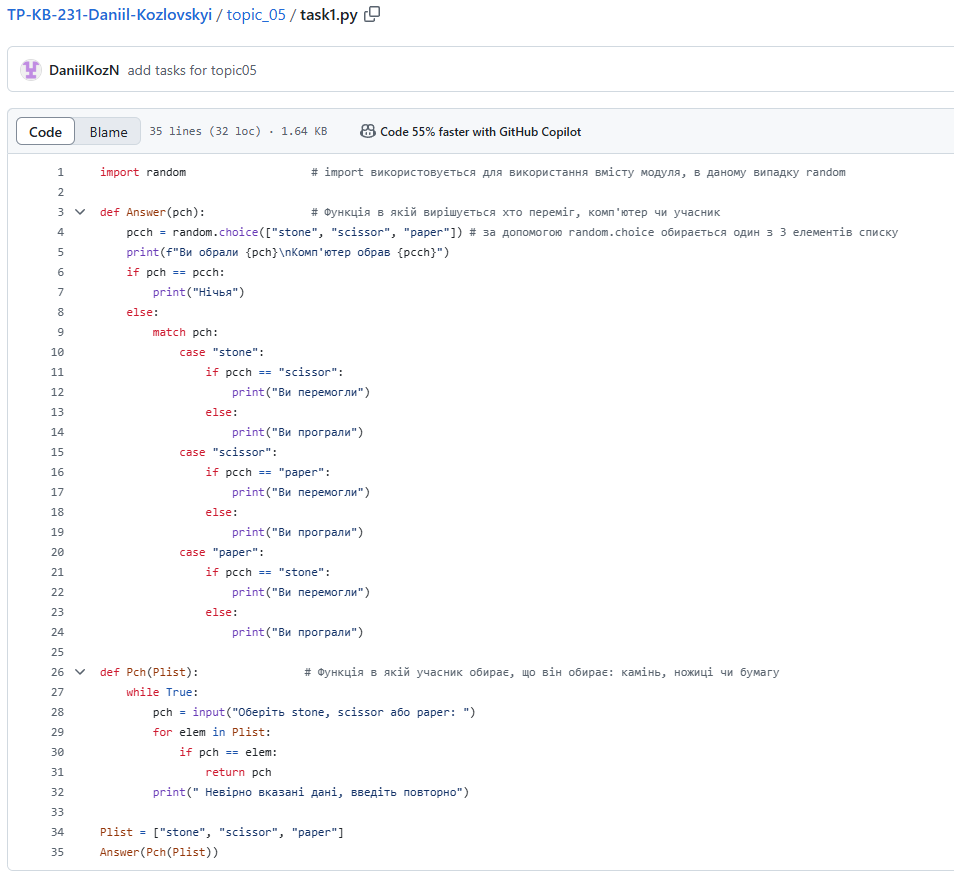 TP-KB-231-Daniil-Kozlovskyi / topic_05 / task1.py
DaniilKozN add tasks for topic05
Code Blame 35 lines (32 loc) · 1.64 KB Code 55% faster with GitHub Copilot
1 import random # import використовується для використання вмісту модуля, в даному випадку random
2
3 def Answer(pch): # Функція в якій вирішується хто переміг, комп'ютер чи учасник
4 pcch = random.choice(["stone", "scissor", "paper"]) # за допомогою random.choice обирається один з 3 елементів списку
5 print(f"Ви обрали {pch}\nКомп'ютер обрав {pcch}")
6 if pch == pcch:
7 print("Нічья")
8 else:
9 match pch:
10 case "stone":
11 if pcch == "scissor":
12 print("Ви перемогли")
13 else:
14 print("Ви програли")
15 case "scissor":
16 if pcch == "paper":
17 print("Ви перемогли")
18 else:
19 print("Ви програли")
20 case "paper":
21 if pcch == "stone":
22 print("Ви перемогли")
23 else:
24 print("Ви програли")
25
26 def Pch(Plist): # Функція в якій учасник обирає, що він обирає: камінь, ножиці чи бумагу
27 while True:
28 pch = input("Оберіть stone, scissor або paper: ")
29 for elem in Plist:
30 if pch == elem:
31 return pch
32 print(" Невірно вказані дані, введіть повторно")
33
34 Plist = ["stone", "scissor", "paper"]
35 Answer(Pch(Plist))